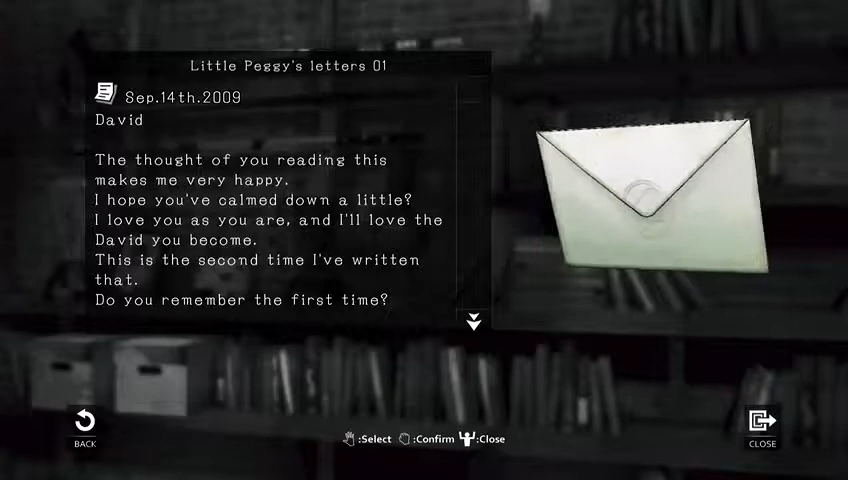 Little Peggy's letters 01
Sep.14th.2009
David
The thought of you reading this
makes me very happy.
I hope you've calmed down a little?
I love you as you are, and I'll love the
David you become.
This is the second time I've written
that.
Do you remember the first time?
BACK
:Select :Confirm :Close
CLOSE